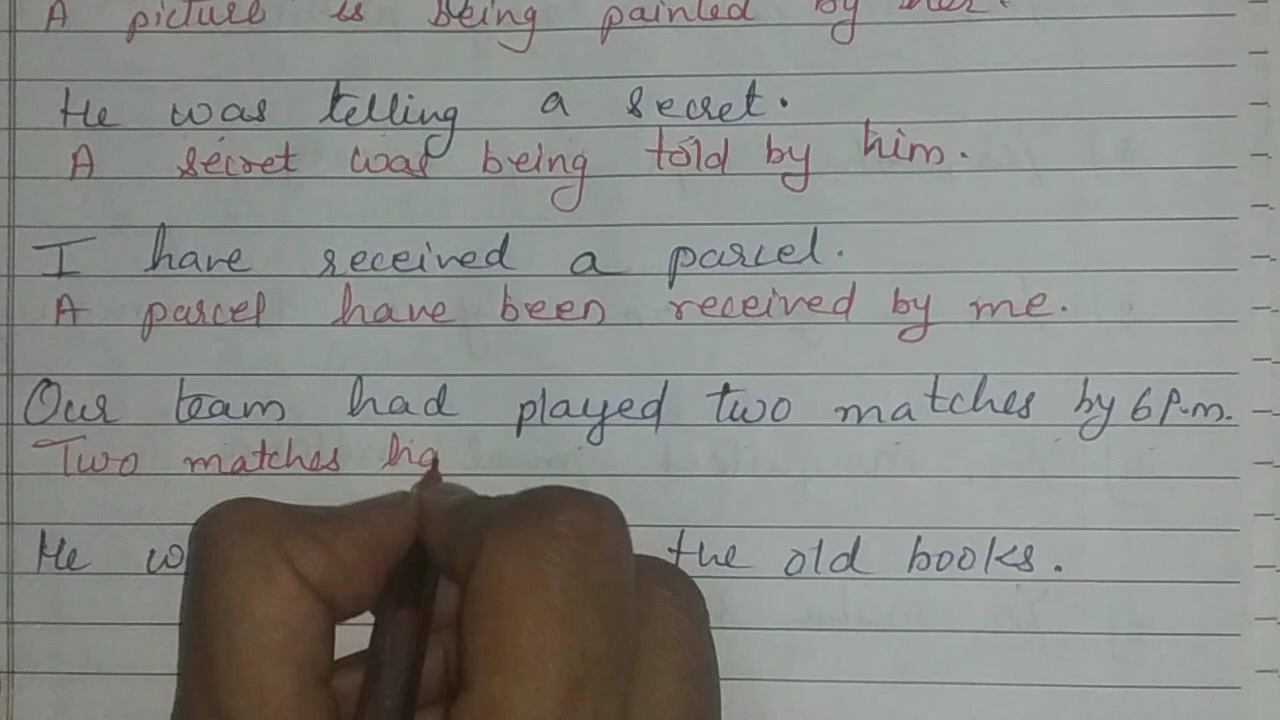 A picture is being painted by her.
He was telling a secret.
A secret was being told by him.
I have received a parcel.
A parcel have been received by me.
Our team had played two matches by 6 P.m.
Two matches ha
He the old books.